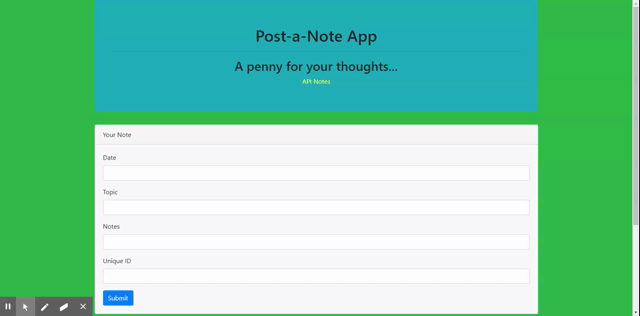 Post-a-Note App
A penny for your thoughts...
API Notes
Your Note
Date
Topic
Notes
Unique ID
Submit